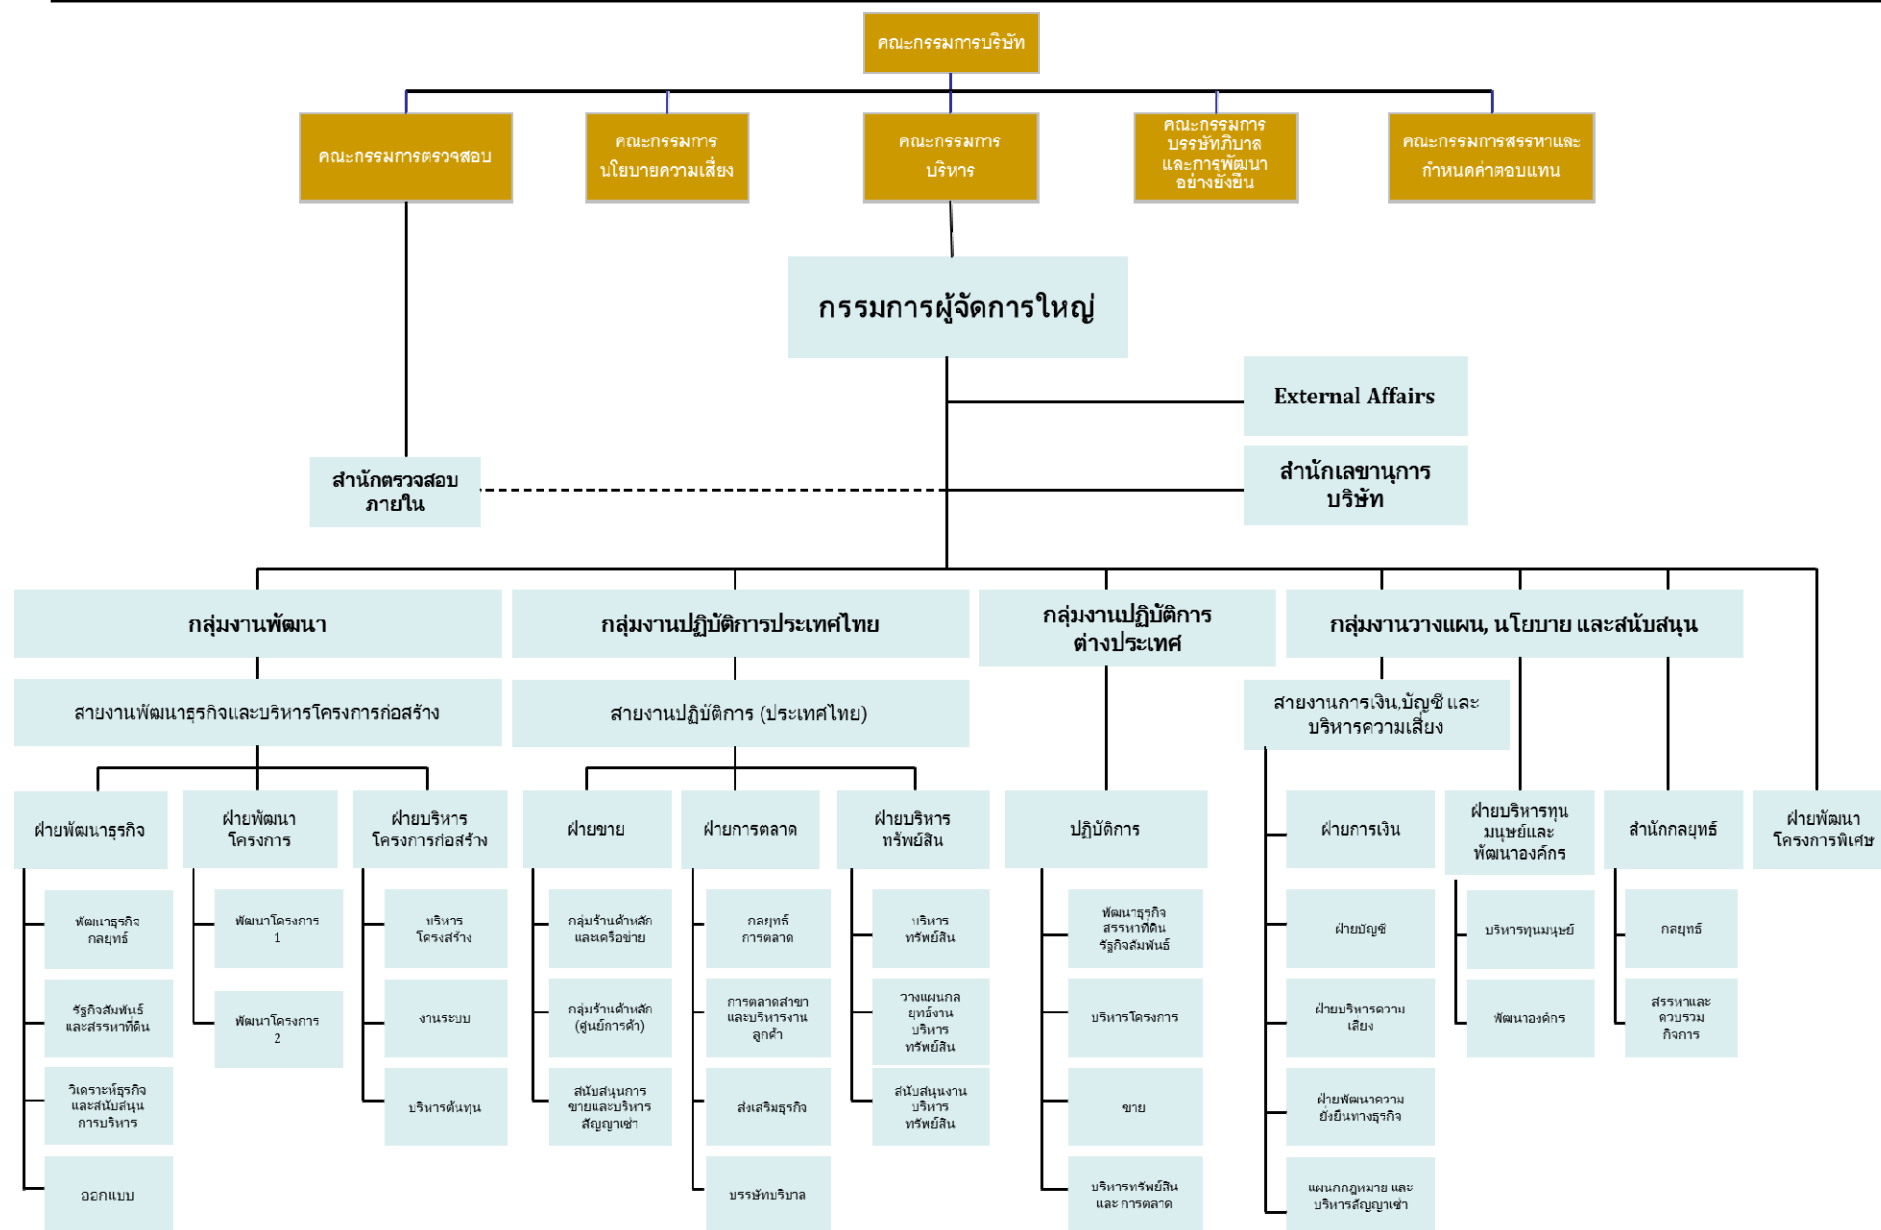 คณะกรรมการบริษัท
คณะกรรมการตรวจสอบ
คณะกรรมการ
นโยบายความเสี่ยง
คณะกรรมการ
บริหาร
คณะกรรมการ
บรรษัทภิบาล
และการพัฒนา
อย่างยั่งยืน
คณะกรรมการสรรหาและ
กำหนดค่าตอบแทน
กรรมการผู้จัดการใหญ่
External Affairs
สำนักตรวจสอบ
ภายใน
สำนักเลขานุการ
บริษัท
กลุ่มงานพัฒนา
กลุ่มงานปฏิบัติการประเทศไทย
กลุ่มงานปฏิบัติการ
ต่างประเทศ
กลุ่มงานวางแผน, นโยบาย และสนับสนุน
สายงานพัฒนาธุรกิจและบริหารโครงการก่อสร้าง
สายงานปฏิบัติการ (ประเทศไทย)
สายงานการเงิน,บัญชี และ
บริหารความเสี่ยง
ฝ่ายพัฒนาธุรกิจ
ฝ่ายพัฒนา
โครงการ
ฝ่ายบริหาร
โครงการก่อสร้าง
ฝ่ายขาย
ฝ่ายการตลาด
ฝ่ายบริหาร
ทรัพย์สิน
ปฏิบัติการ
ฝ่ายการเงิน
ฝ่ายบริหารทุน
มนุษย์และ
พัฒนาองค์กร
สำนักกลยุทธ์
ฝ่ายพัฒนา
โครงการพิเศษ
พัฒนาธุรกิจ
กลยุทธ์
พัฒนาโครงการ
1
บริหาร
โครงสร้าง
กลุ่มร้านค้าหลัก
และเครือข่าย
กลยุทธ์
การตลาด
บริหาร
ทรัพย์สิน
พัฒนาธุรกิจ
สรรหาที่ดิน
รัฐกิจสัมพันธ์
ฝ่ายบัญชี
บริหารทุนมนุษย์
กลยุทธ์
รัฐกิจสัมพันธ์
และสรรหาที่ดิน
พัฒนาโครงการ
2
งานระบบ
กลุ่มร้านค้าหลัก
(ศูนย์การค้า)
การตลาดสาขา
และบริหารงาน
ลูกค้า
วางแผนกล
ยุทธ์งาน
บริหาร
ทรัพย์สิน
บริหารโครงการ
ฝ่ายบริหารความ
เสี่ยง
พัฒนาองค์กร
สรรหาและ
ควบรวม
กิจการ
วิเคราะห์ธุรกิจ
และสนับสนุน
การบริหาร
บริหารต้นทุน
สนับสนุนการ
ขายและบริหาร
สัญญาเช่า
ส่งเสริมธุรกิจ
สนับสนุนงาน
บริหาร
ทรัพย์สิน
ขาย
ฝ่ายพัฒนาความ
ยั่งยืนทางธุรกิจ
ออกแบบ
บรรษัทบริบาล
บริหารทรัพย์สิน
และ การตลาด
แผนกกฎหมาย และ
บริหารสัญญาเช่า